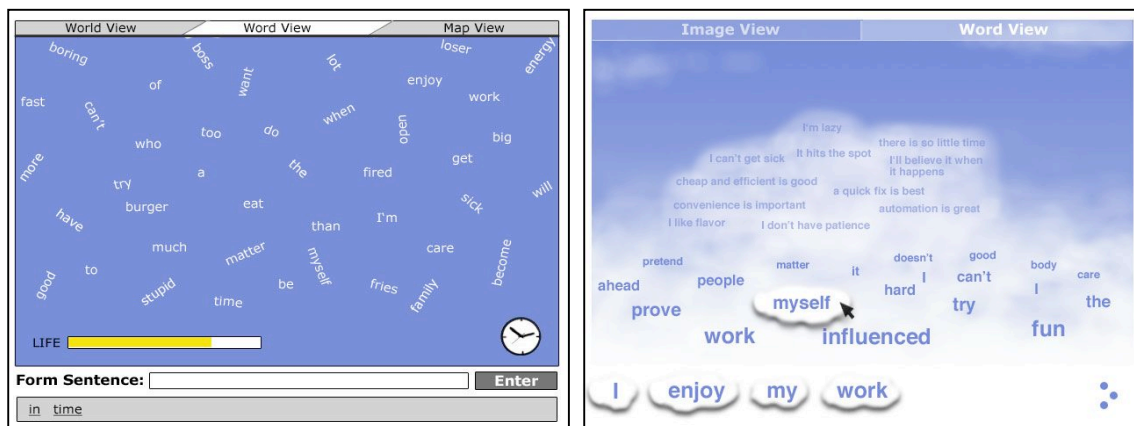 World View Word View Map View
boring
boss
lot
loser
energy
of
want
enjoy
work
fast
can't
when
open
who
too
do
big
more
get
try
a
the
fired
will
burger
eat
sick
have
than
I'm
much
matter
myself
care
become
good
to
stupid
time
be
fries
family
LIFE
Form Sentence: Enter
in time
Image View Word View
I'm lazy
there is so little time
I can't get sick
It hits the spot
I'll believe it when
it happens
cheap and efficient is good
a quick fix is best
convenience is important
automation is great
I like flavor
I don't have patience
pretend
matter
doesn't
good
body
ahead
people
it
I
can't
care
hard
I
prove
myself
try
the
work
influenced
fun
I enjoy my work